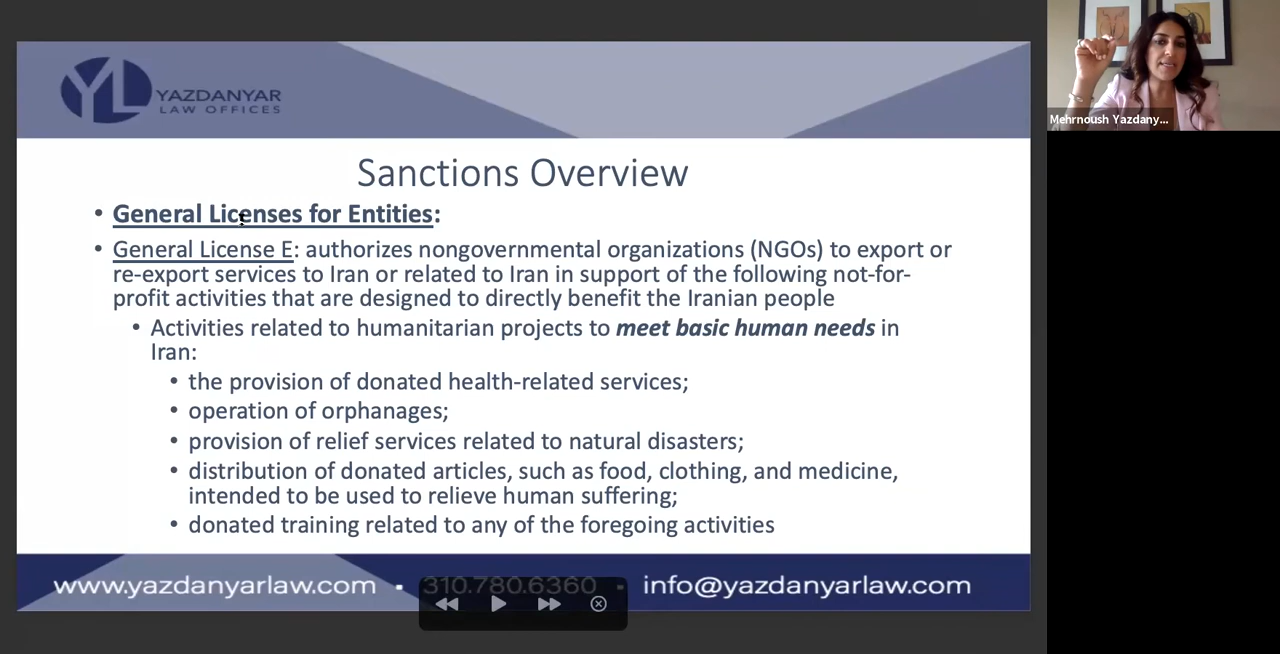 YL YAZDANYAR
LAW OFFICES
Mehrnoush Yazdany...
Sanctions Overview
• General Licenses for Entities:
• General License E: authorizes nongovernmental organizations (NGOs) to export or
re-export services to Iran or related to Iran in support of the following not-for-
profit activities that are designed to directly benefit the Iranian people
• Activities related to humanitarian projects to meet basic human needs in
Iran:
• the provision of donated health-related services;
• operation of orphanages;
• provision of relief services related to natural disasters;
• distribution of donated articles, such as food, clothing, and medicine,
intended to be used to relieve human suffering;
• donated training related to any of the foregoing activities
www.yazdanyarlaw.com ▪ 310.780.6360 ▪ info@yazdanyarlaw.com